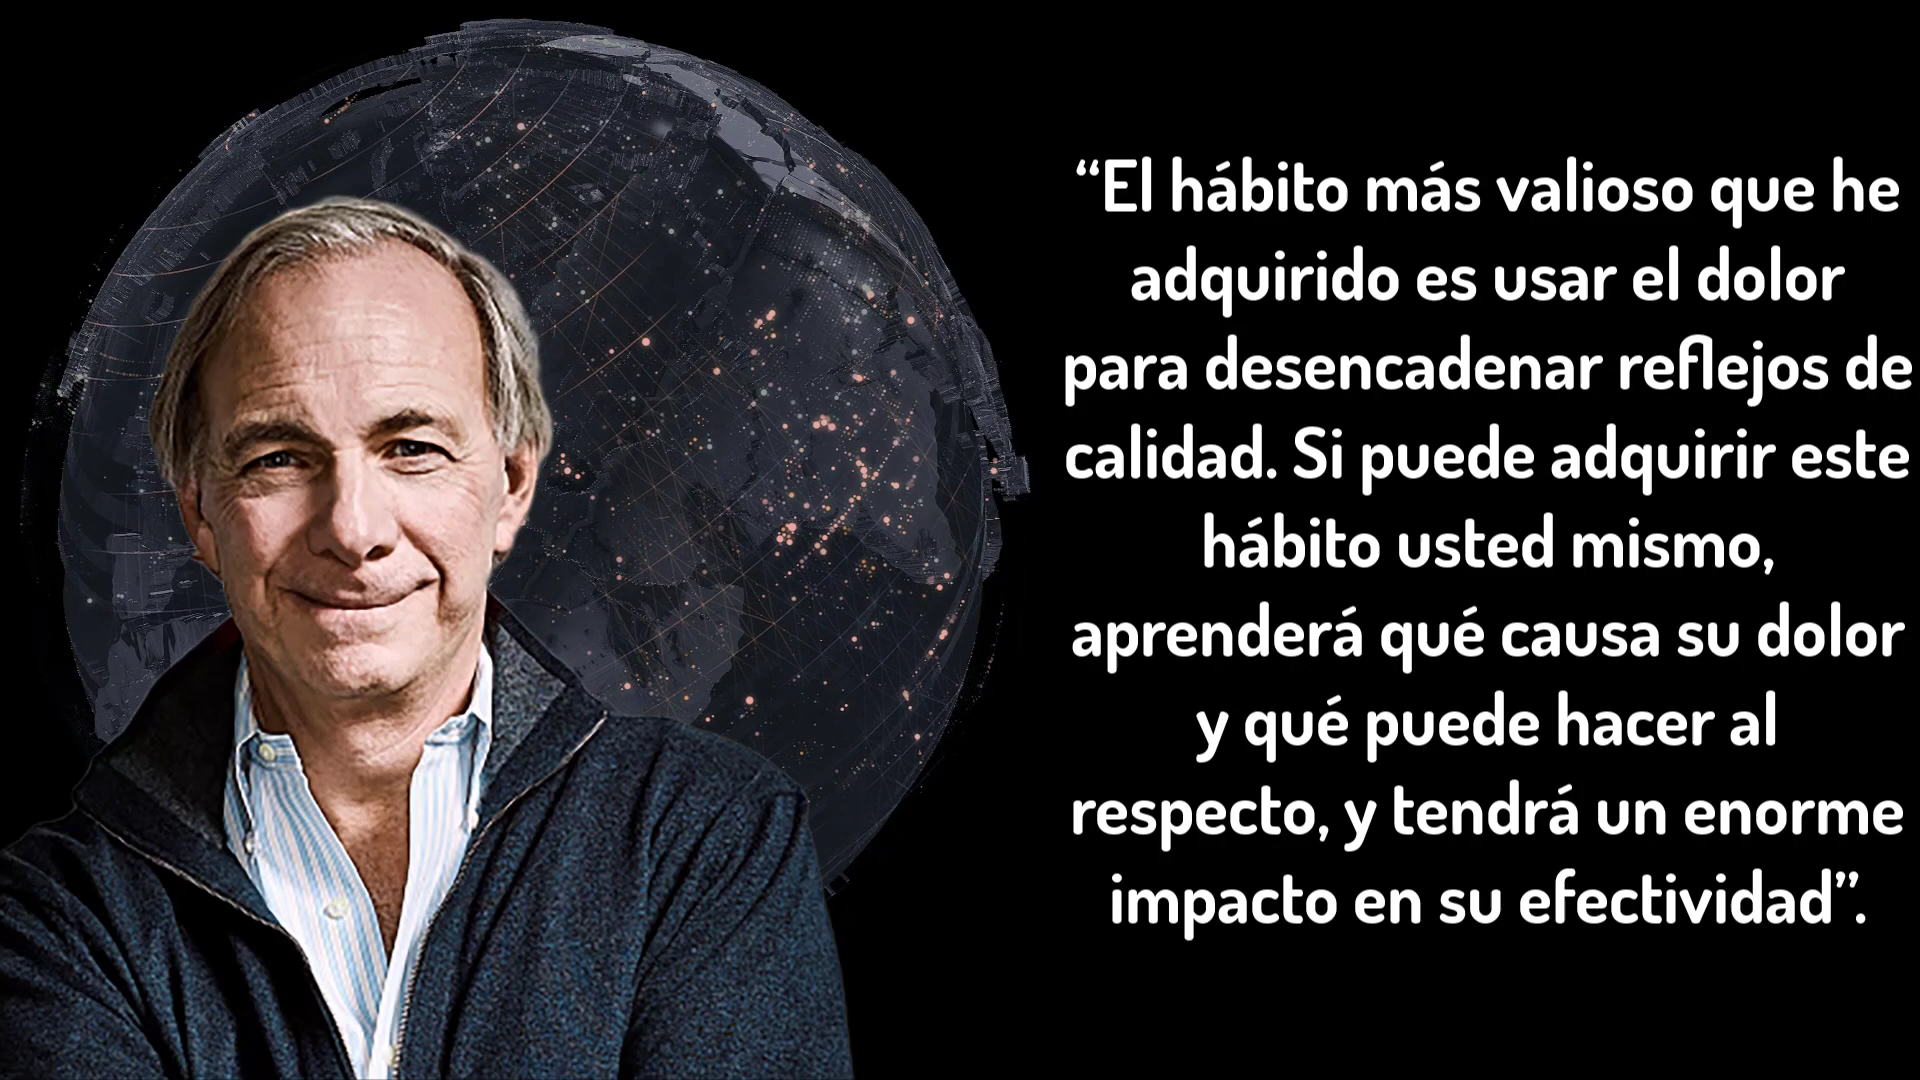 “El hábito más valioso que he
adquirido es usar el dolor
para desencadenar reflejos de
calidad. Si puede adquirir este
hábito usted mismo,
aprenderá qué causa su dolor
y qué puede hacer al
respecto, y tendrá un enorme
impacto en su efectividad”.